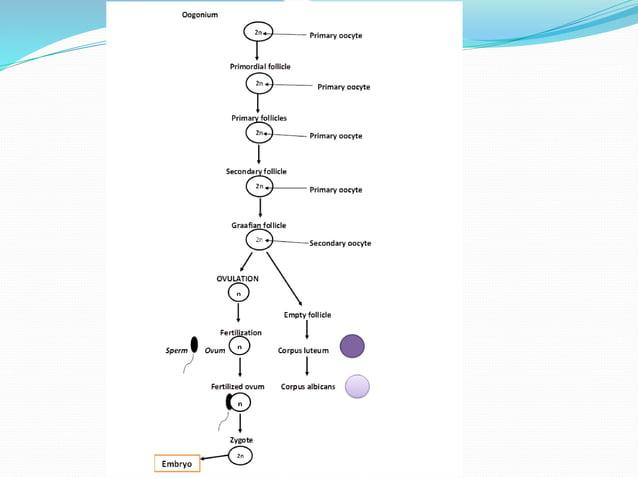 Oogonium
2n
Primary oocyte
Primordial follicle
2n
Primary oocyte
Primary follicles
2n
Primary oocyte
Secondary follicle
2n
Primary oocyte
Graafian follicle
2n
Secondary oocyte
OVULATION
n
Empty follicle
Fertilization
Sperm Ovum n
Corpus luteum
Fertilized ovum
Corpus albicans
n
Zygote
2n
Embryo